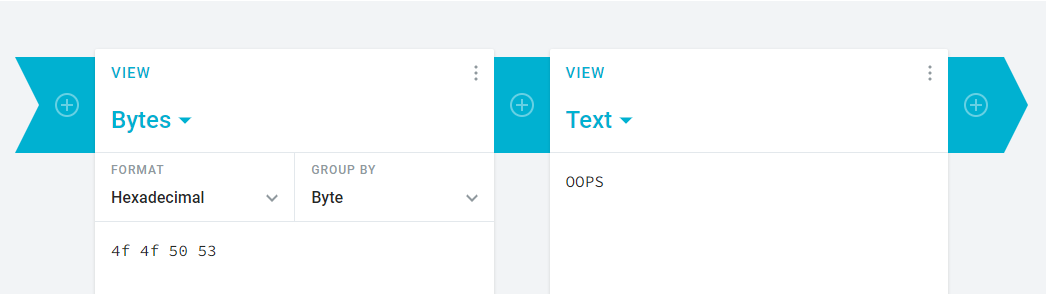 VIEW
Bytes
FORMAT
Hexadecimal
GROUP BY
Byte
4f 4f 50 53
VIEW
Text
OOPS